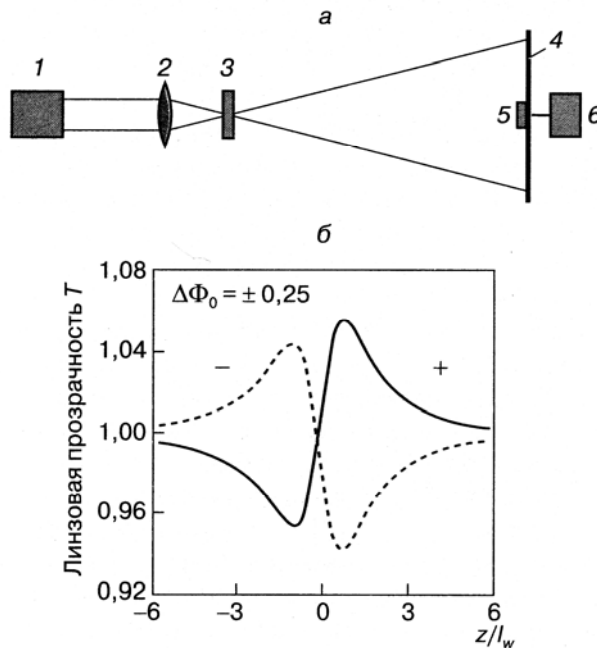 а
1 2 3 4
5 6
б
1,08
ΔΦ₀ = ± 0,25
1,04
− +
1,00
0,96
0,92
Линзовая прозрачность T
−6 −3 0 3 6
z/l_w